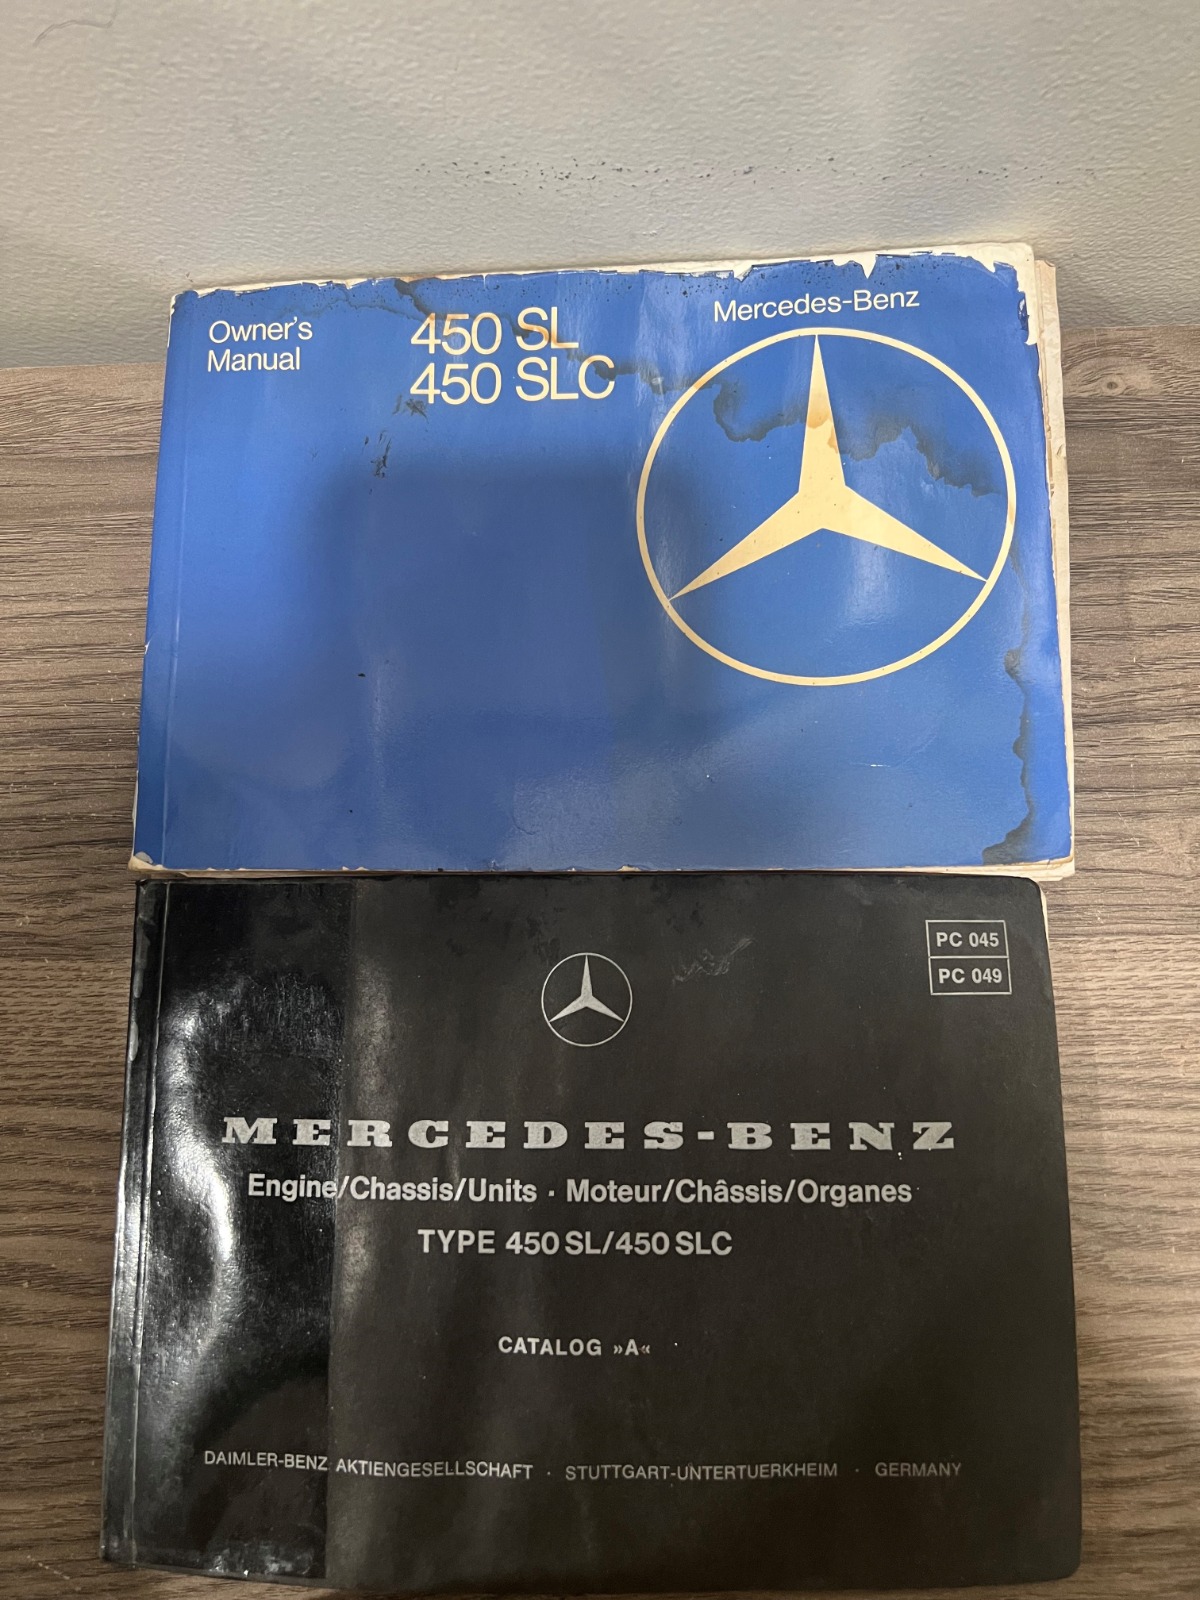 Owner's
Manual
450 SL
450 SLC
Mercedes-Benz
PC 045
PC 049
MERCEDES-BENZ
Engine/Chassis/Units · Moteur/Châssis/Organes
TYPE 450 SL/450 SLC
CATALOG »A«
DAIMLER-BENZ AKTIENGESELLSCHAFT · STUTTGART-UNTERTUERKHEIM · GERMANY